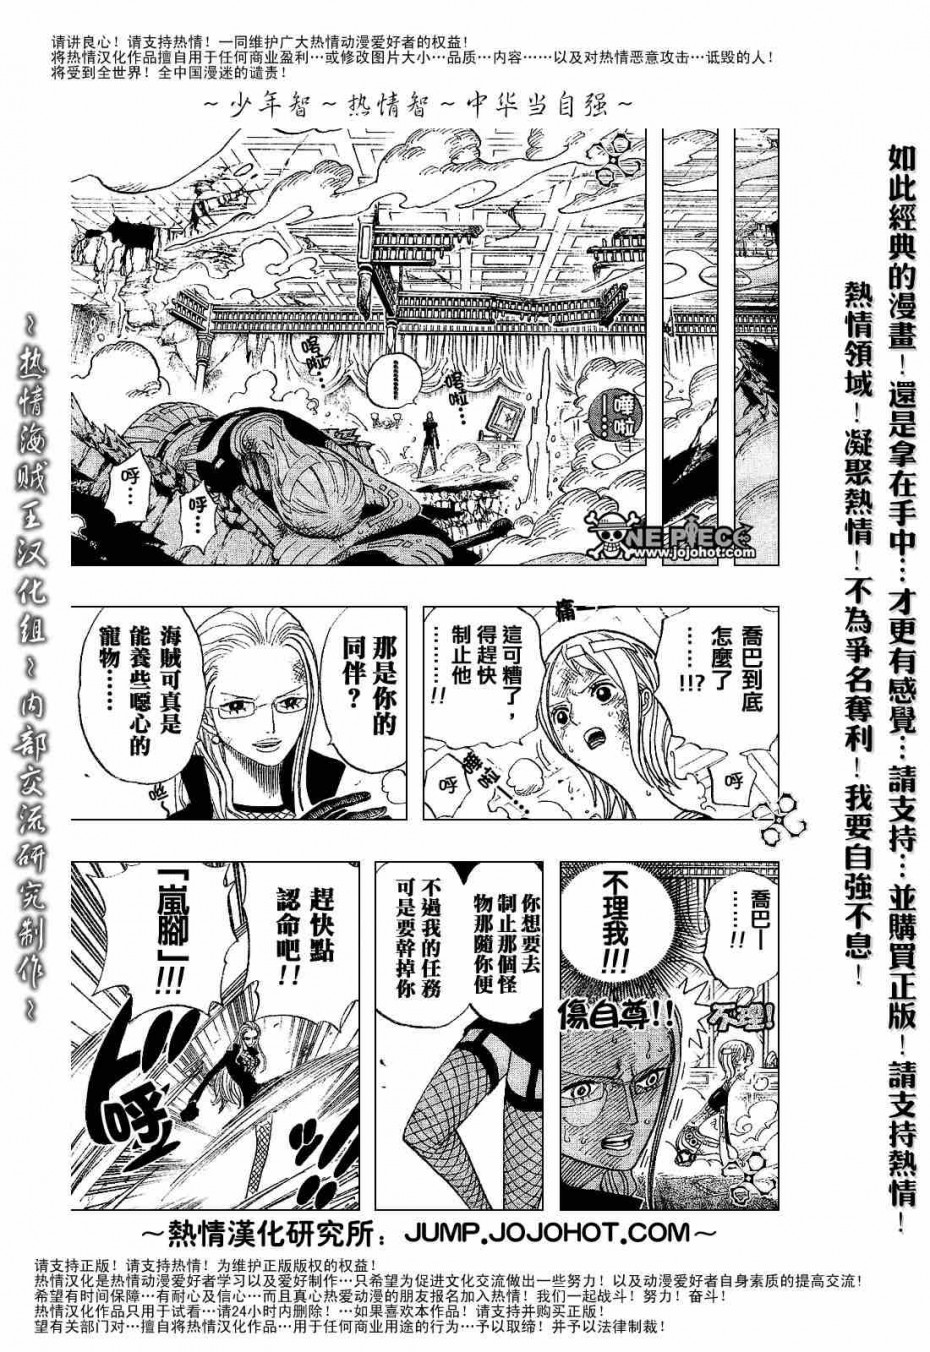 请讲良心！请支持热情！一同维护广大热情动漫爱好者的权益！
将热情汉化作品擅自用于任何商业盈利…或修改图片大小…品质…内容……以及对热情恶意攻击…诋毁的人！
将受到全世界！全中国漫迷的谴责！
～少年智～热情智～中华当自强～
如此經典的漫畫！還是拿在手中…才更有感覺…請支持…並購買正版！請支持熱情！
熱情領域！凝聚熱情！不為爭名奪利！我要自強不息！
～热情海贼王汉化组～内部交流研究制作～
嘩啦—…
喀啦…
…………
喀啦…
呼…
呼…
ONE PIECE
www.jojohot.com
痛—
喬巴到底
怎麼了
……!!?
這可糟了，
得趕快
制止他
……!!
呼
嘩啦—…
呼
那是你的
同伴？
海賊可真是
能養些噁心的
寵物……
喬巴—
……!!
不理我!!!
不理!
傷自尊!!
你想要去
制止那個怪
物那隨你便
不過我的任務
可是要幹掉你
趕快點
認命吧!!
「嵐腳」!!!
呼
～熱情漢化研究所：JUMP.JOJOHOT.COM～
请支持正版！请支持热情！为维护正版版权的权益！
热情汉化是热情动漫爱好者学习以及爱好制作…只希望为促进文化交流做出一些努力！以及动漫爱好者自身素质的提高交流！
希望有时间保障…有耐心及信心…而且真心热爱动漫的朋友报名加入热情！我们一起战斗！努力！奋斗！
热情汉化作品只用于试看…请24小时内删除！…如果喜欢本作品！请支持并购买正版！
望有关部门对…擅自将热情汉化作品…用于任何商业用途的行为…予以取缔！并予以法律制裁！